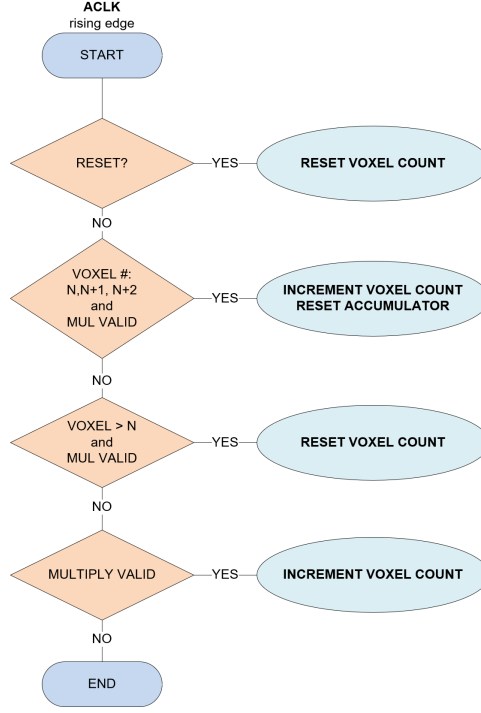 ACLK
rising edge
START
RESET?
YES
RESET VOXEL COUNT
NO
VOXEL #:
N,N+1, N+2
and
MUL VALID
YES
INCREMENT VOXEL COUNT
RESET ACCUMULATOR
NO
VOXEL > N
and
MUL VALID
YES
RESET VOXEL COUNT
NO
MULTIPLY VALID
YES
INCREMENT VOXEL COUNT
NO
END